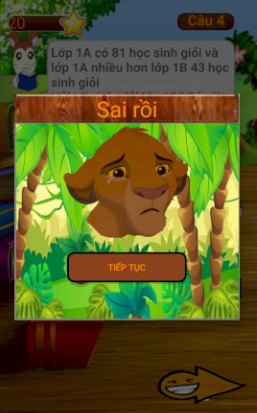 20
Câu 4
Lớp 1A có 81 học sinh giỏi và
lớp 1A nhiều hơn lớp 1B 43 học
sinh giỏi
Sai rồi
TIẾP TỤC